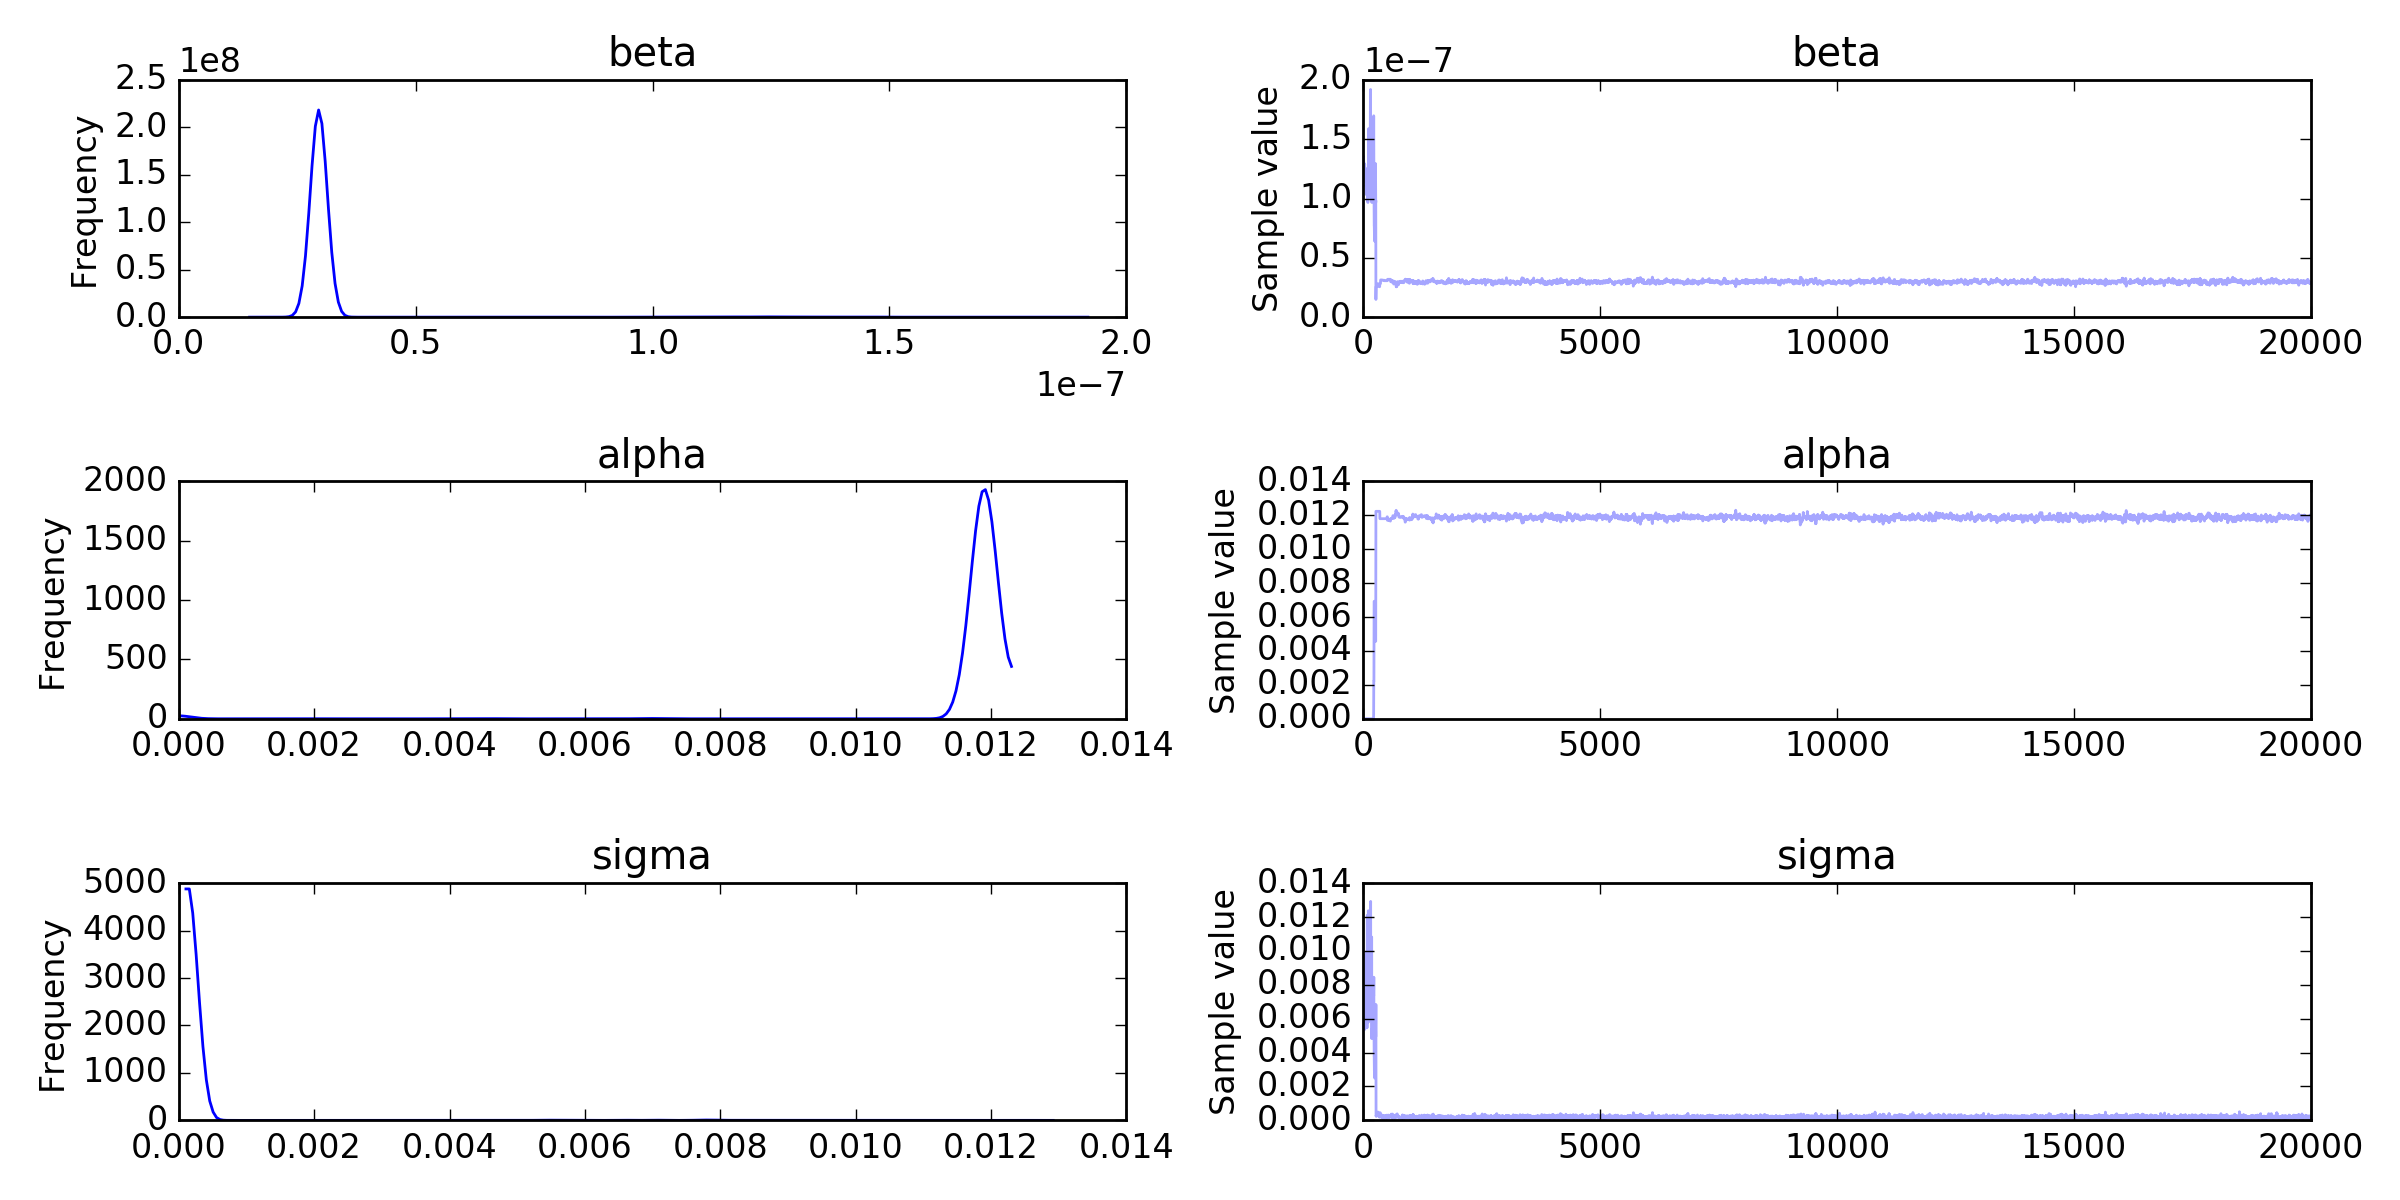 beta
1e8
2.5
2.0
1.5
1.0
0.5
0.0
Frequency
0.0 0.5 1.0 1.5 2.0
1e−7
beta
1e−7
2.0
1.5
1.0
0.5
0.0
Sample value
0 5000 10000 15000 20000
alpha
2000
1500
1000
500
0
Frequency
0.000 0.002 0.004 0.006 0.008 0.010 0.012 0.014
alpha
0.014
0.012
0.010
0.008
0.006
0.004
0.002
0.000
Sample value
0 5000 10000 15000 20000
sigma
5000
4000
3000
2000
1000
0
Frequency
0.000 0.002 0.004 0.006 0.008 0.010 0.012 0.014
sigma
0.014
0.012
0.010
0.008
0.006
0.004
0.002
0.000
Sample value
0 5000 10000 15000 20000